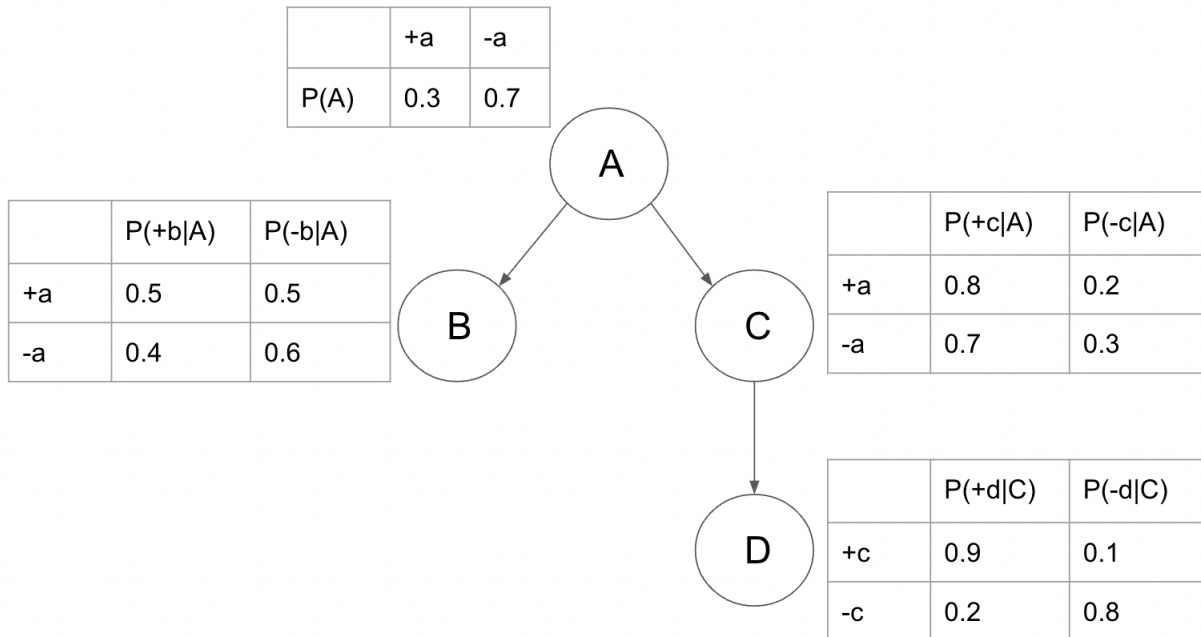 +a -a
P(A) 0.3 0.7
A
P(+b|A) P(-b|A)
+a 0.5 0.5
-a 0.4 0.6
B
C
P(+c|A) P(-c|A)
+a 0.8 0.2
-a 0.7 0.3
D
P(+d|C) P(-d|C)
+c 0.9 0.1
-c 0.2 0.8